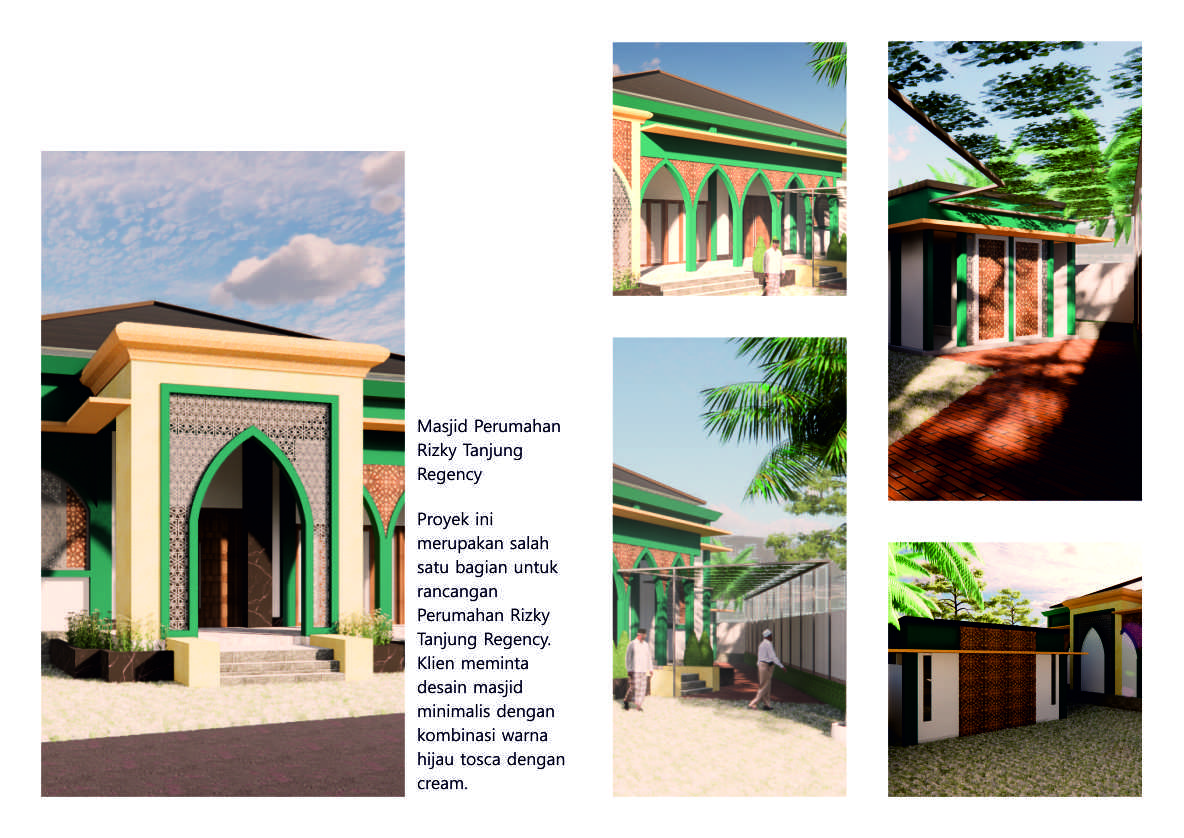 Masjid Perumahan
Rizky Tanjung
Regency
Proyek ini
merupakan salah
satu bagian untuk
rancangan
Perumahan Rizky
Tanjung Regency.
Klien meminta
desain masjid
minimalis dengan
kombinasi warna
hijau tosca dengan
cream.